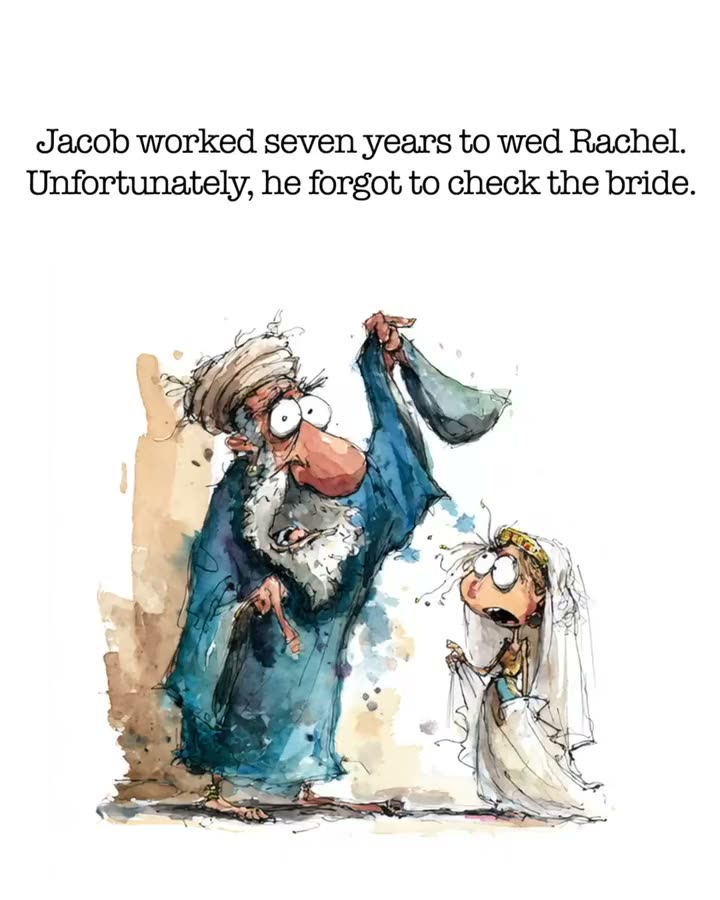 Jacob worked seven years to wed Rachel.
Unfortunately, he forgot to check the bride.